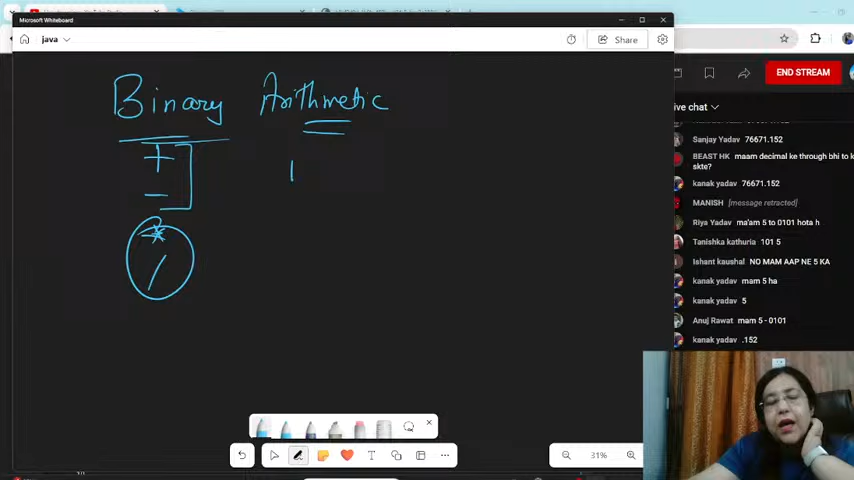 Microsoft Whiteboard
java
Share
Binary Arithmetic
+
-
*
/
31%
END STREAM
live chat
Sanjay Yadav 76671.152
BEAST HK maam decimal ke through bhi to k
skte?
kanak yadav 76671.152
MANISH [message retracted]
Riya Yadav ma'am 5 to 0101 hota h
Tanishka kathuria 101 5
Ishant kaushal NO MAM AAP NE 5 KA
kanak yadav mam 5 ha
kanak yadav 5
Anuj Rawat mam 5 - 0101
kanak yadav .152